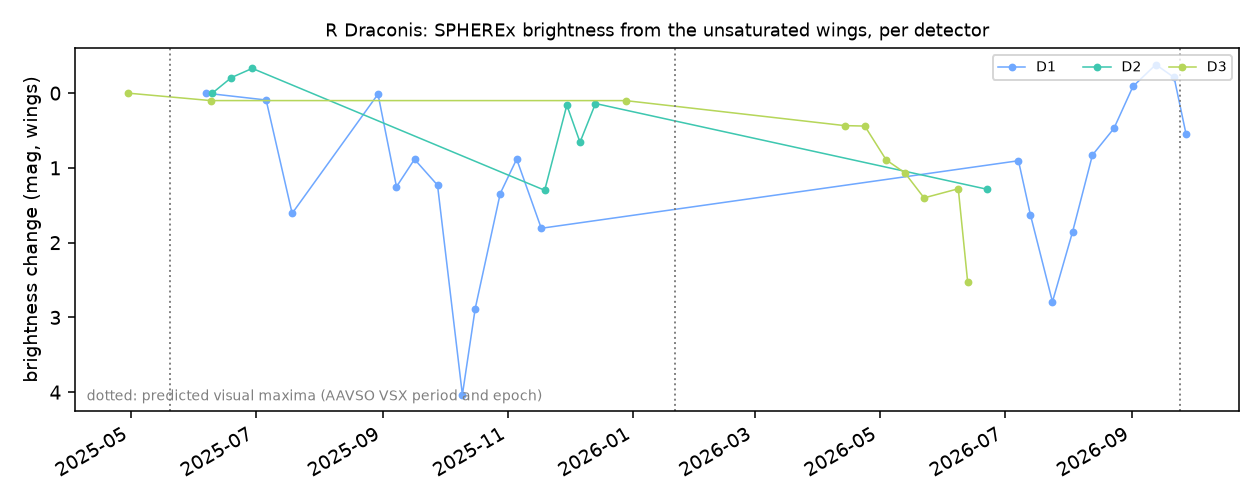 R Draconis: SPHEREx brightness from the unsaturated wings, per detector
D1 D2 D3
brightness change (mag, wings)
0
1
2
3
4
dotted: predicted visual maxima (AAVSO VSX period and epoch)
2025-05 2025-07 2025-09 2025-11 2026-01 2026-03 2026-05 2026-07 2026-09